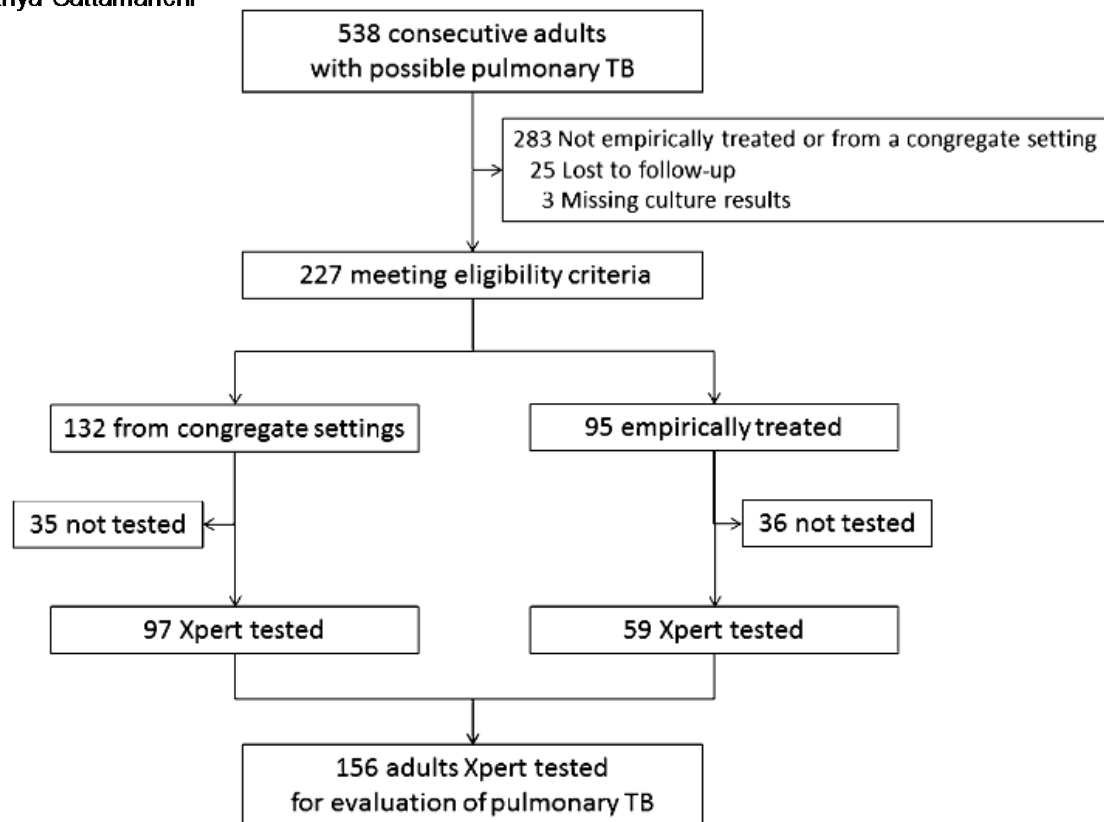 538 consecutive adults
with possible pulmonary TB
283 Not empirically treated or from a congregate setting
25 Lost to follow-up
3 Missing culture results
227 meeting eligibility criteria
132 from congregate settings
95 empirically treated
35 not tested
36 not tested
97 Xpert tested
59 Xpert tested
156 adults Xpert tested
for evaluation of pulmonary TB